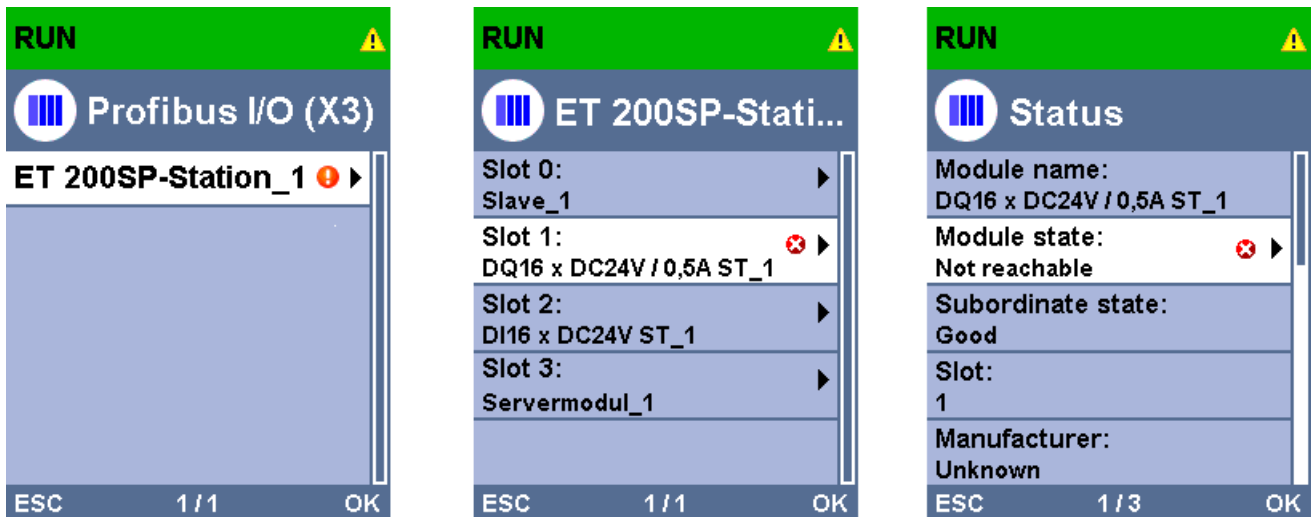 RUN
Profibus I/O (X3)
ET 200SP-Station_1
ESC 1/1 OK
RUN
ET 200SP-Stati...
Slot 0:
Slave_1
Slot 1:
DQ16 x DC24V / 0,5A ST_1
Slot 2:
DI16 x DC24V ST_1
Slot 3:
Servermodul_1
ESC 1/1 OK
RUN
Status
Module name:
DQ16 x DC24V / 0,5A ST_1
Module state:
Not reachable
Subordinate state:
Good
Slot:
1
Manufacturer:
Unknown
ESC 1/3 OK